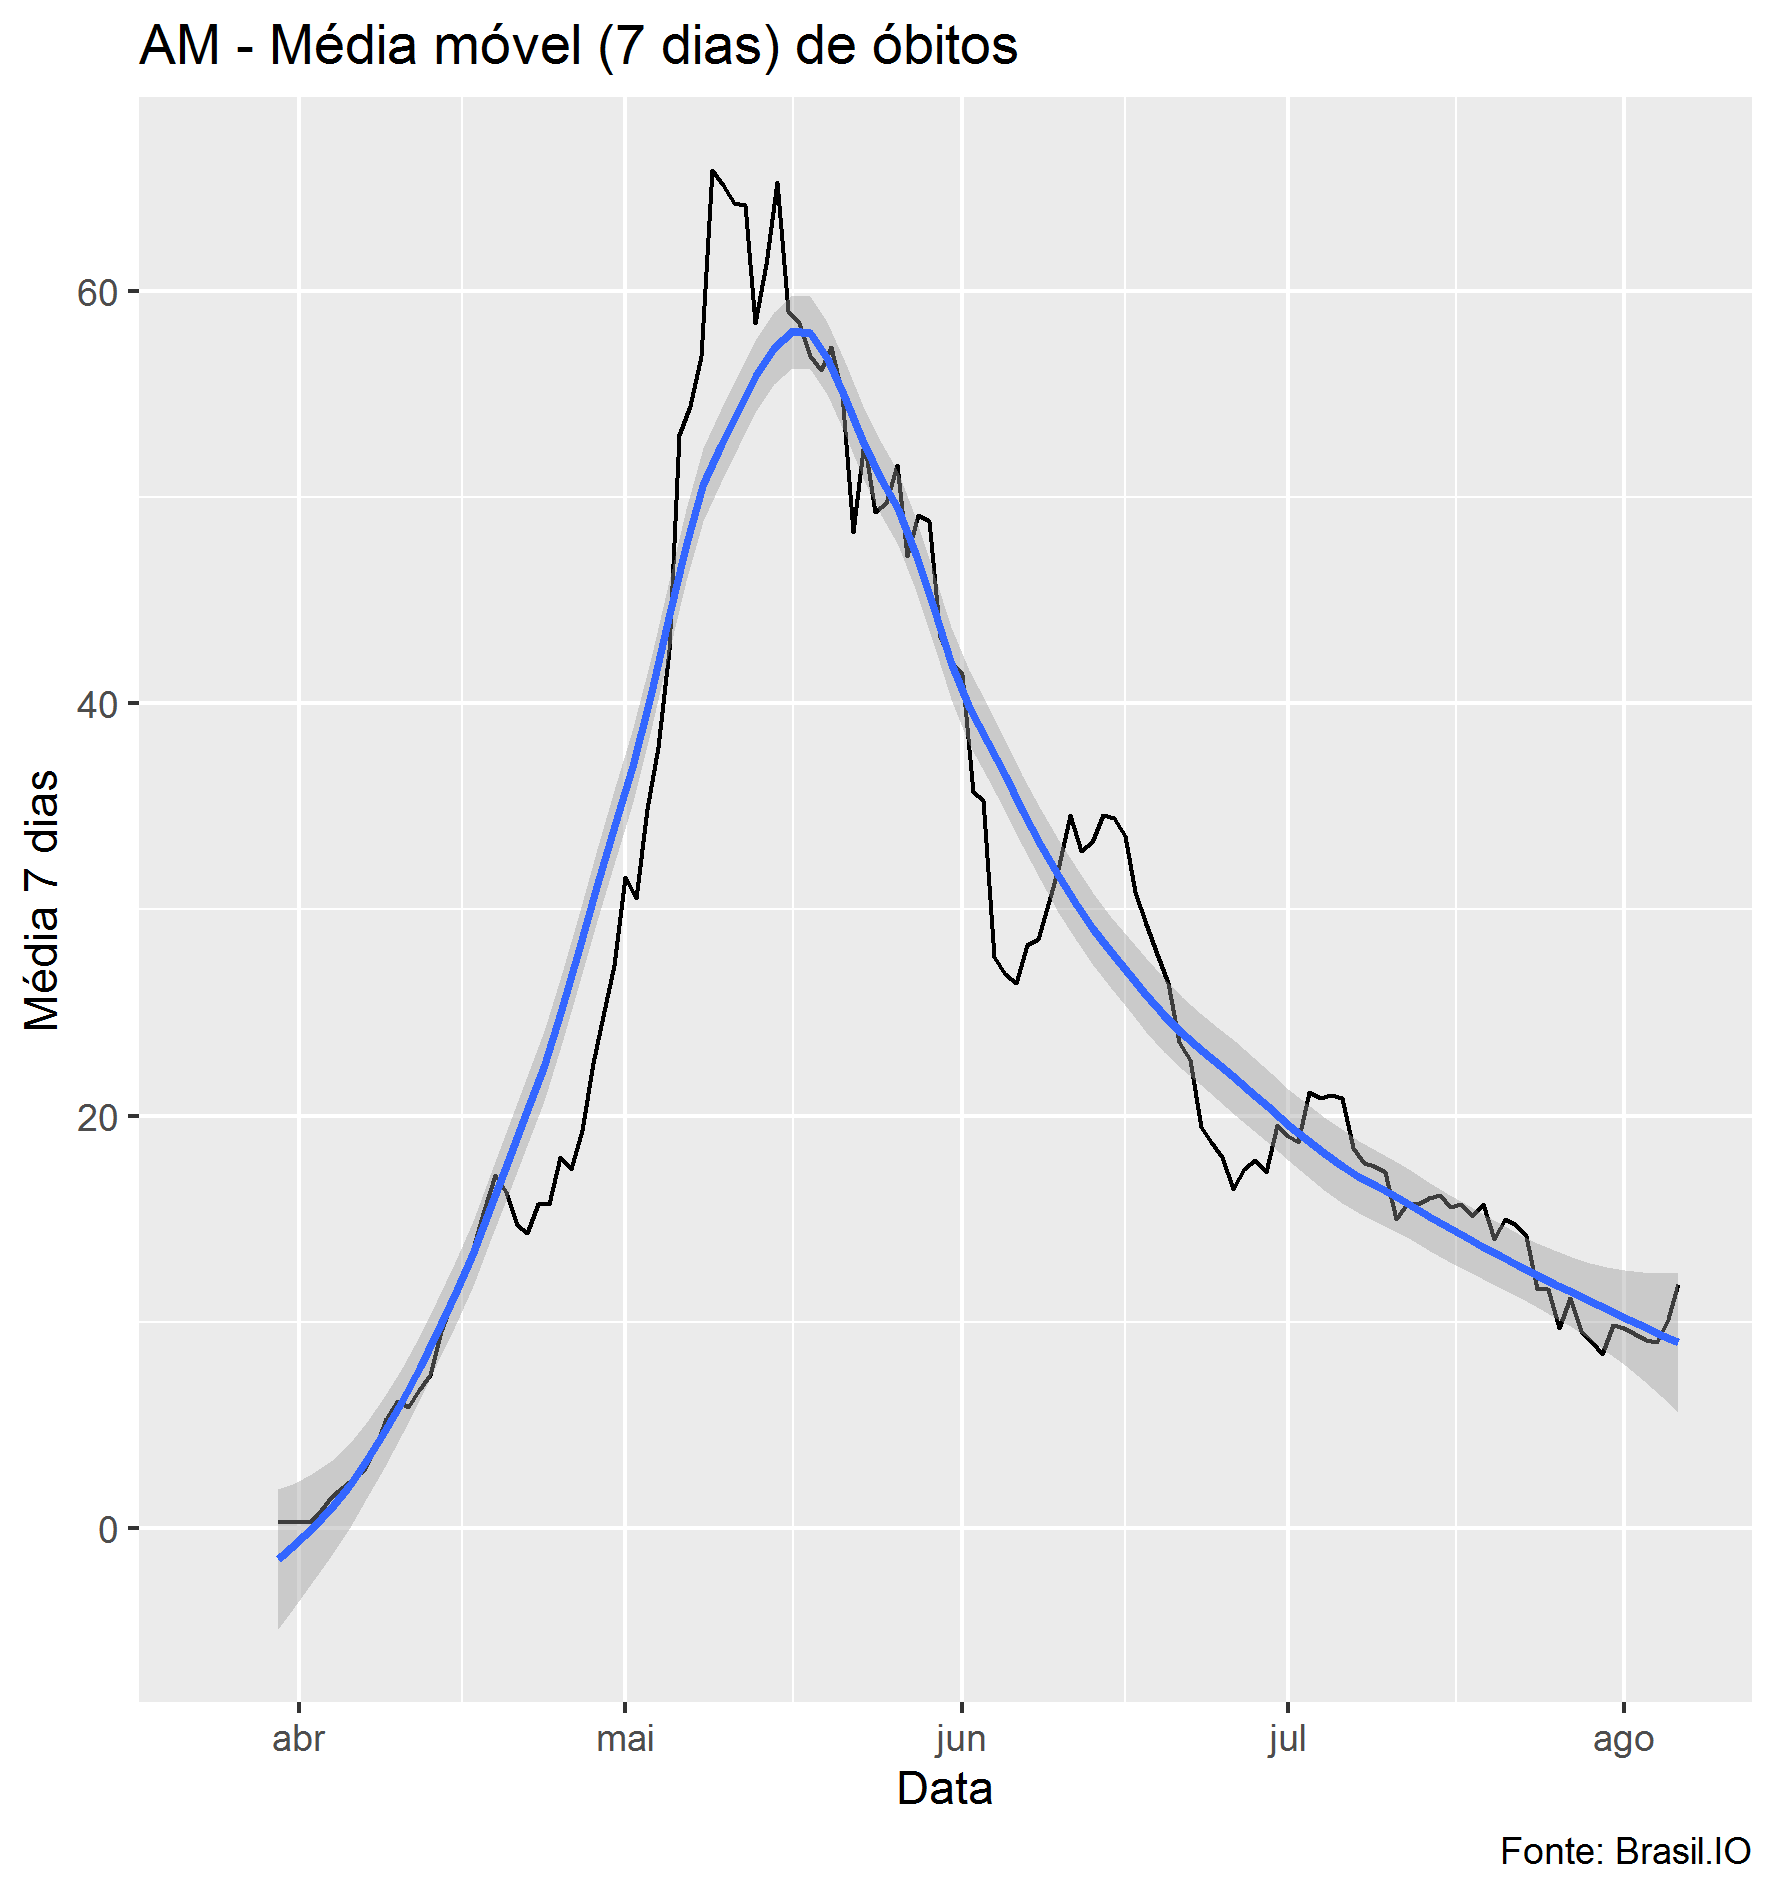 AM - Média móvel (7 dias) de óbitos
Média 7 dias
60
40
20
0
abr mai jun jul ago
Data
Fonte: Brasil.IO